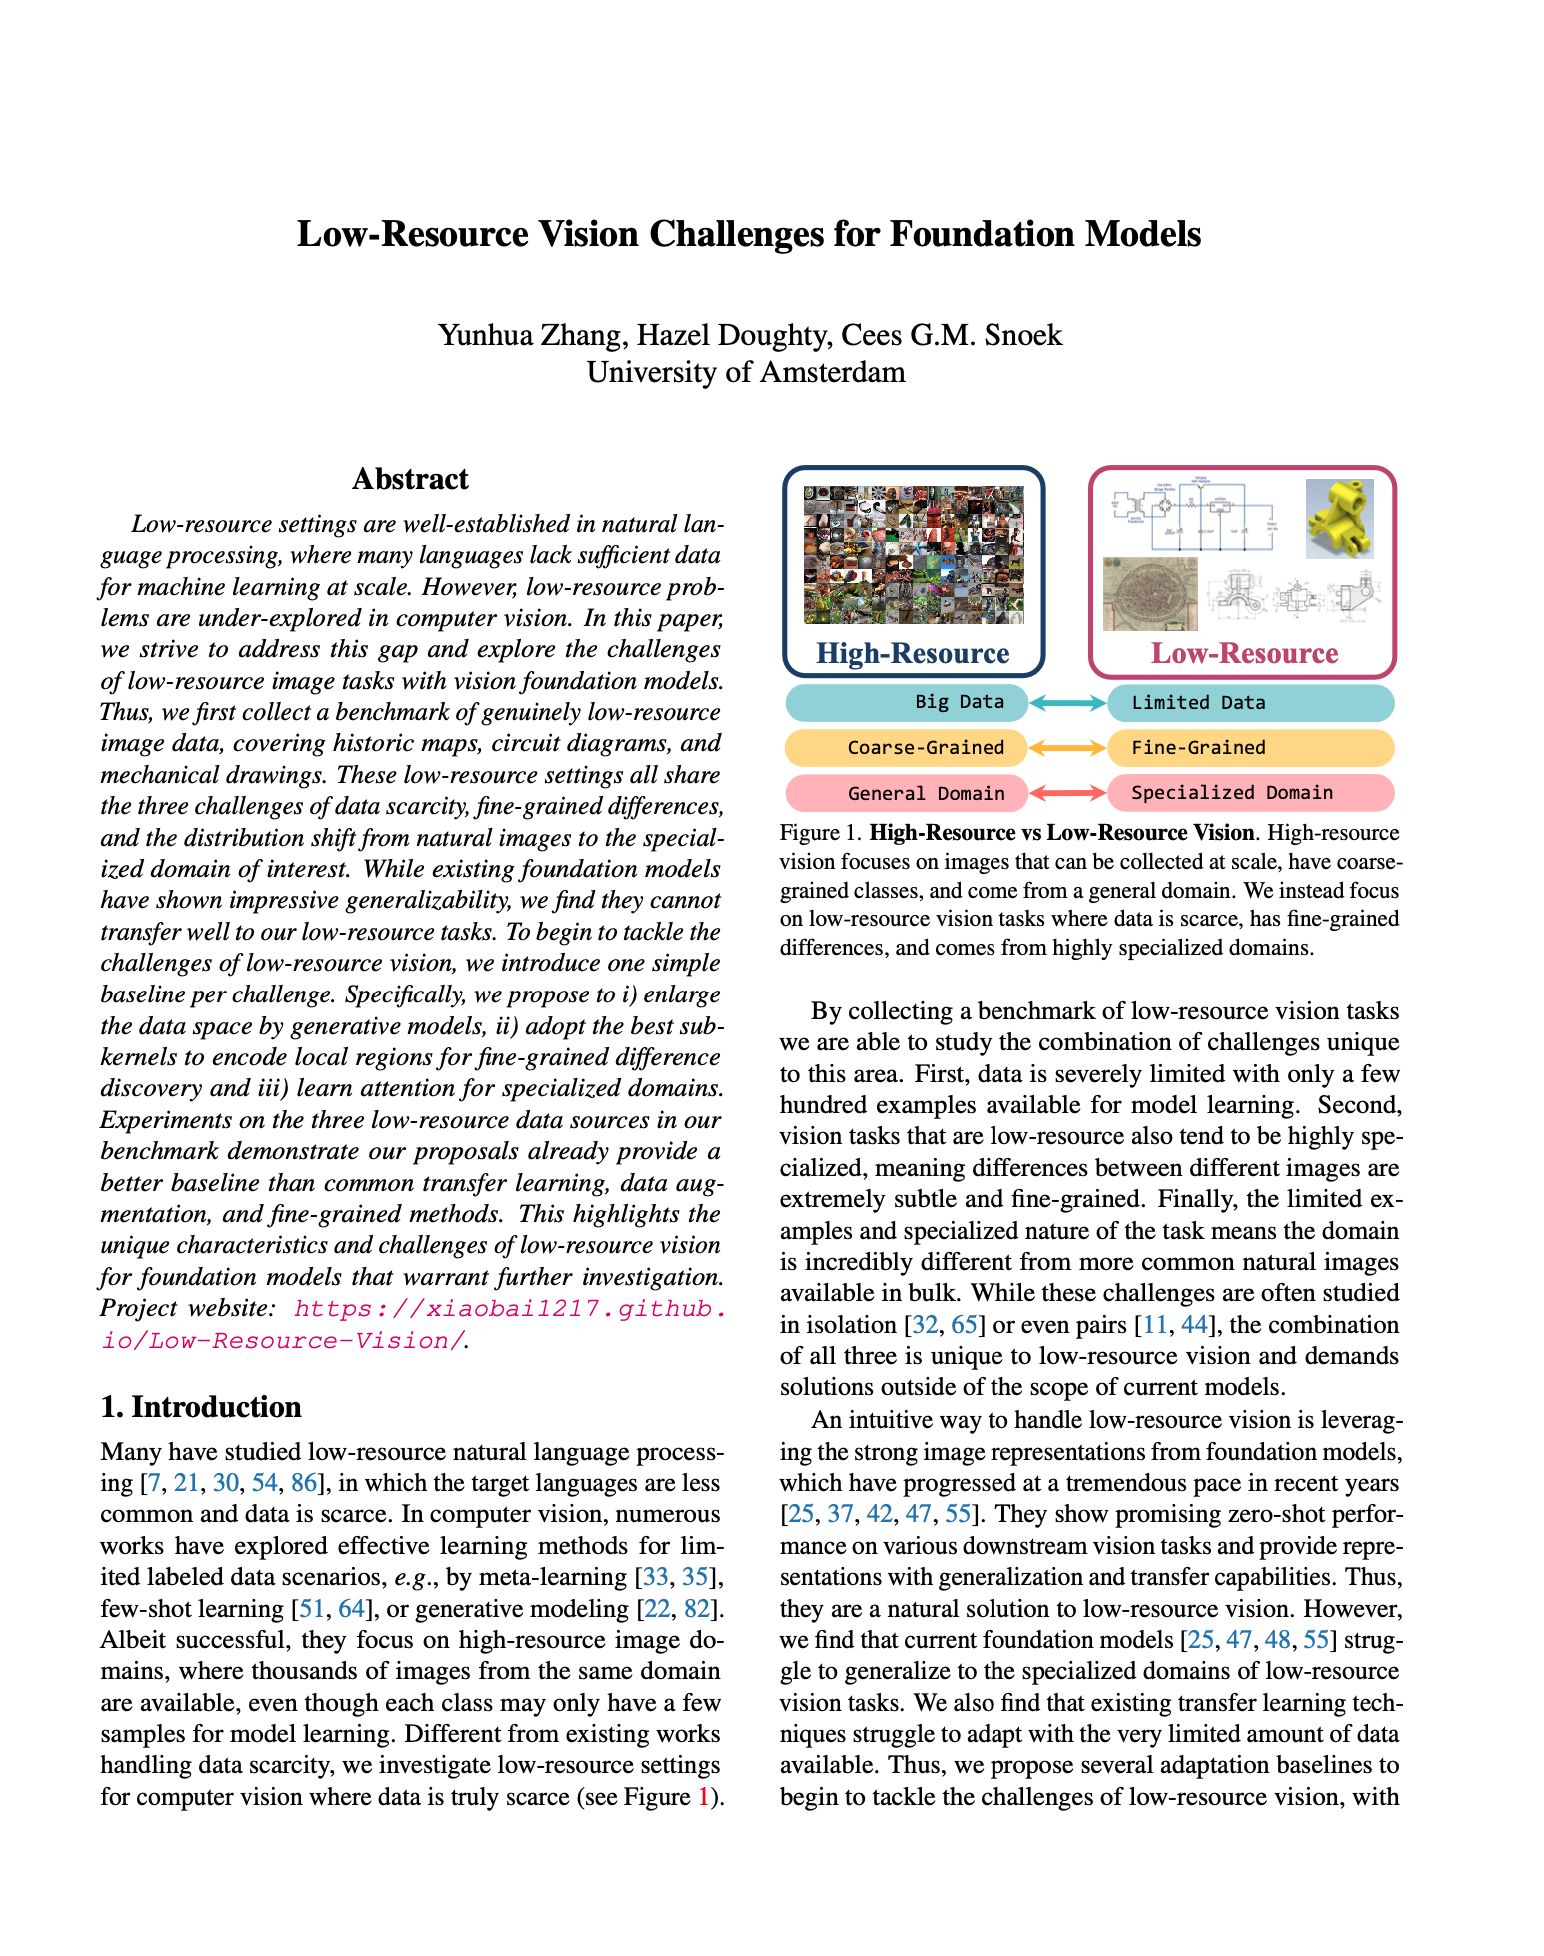 Low-Resource Vision Challenges for Foundation Models
Yunhua Zhang, Hazel Doughty, Cees G.M. Snoek
University of Amsterdam
Abstract
Low-resource settings are well-established in natural lan-
guage processing, where many languages lack sufficient data
for machine learning at scale. However, low-resource prob-
lems are under-explored in computer vision. In this paper,
we strive to address this gap and explore the challenges
of low-resource image tasks with vision foundation models.
Thus, we first collect a benchmark of genuinely low-resource
image data, covering historic maps, circuit diagrams, and
mechanical drawings. These low-resource settings all share
the three challenges of data scarcity, fine-grained differences,
and the distribution shift from natural images to the special-
ized domain of interest. While existing foundation models
have shown impressive generalizability, we find they cannot
transfer well to our low-resource tasks. To begin to tackle the
challenges of low-resource vision, we introduce one simple
baseline per challenge. Specifically, we propose to i) enlarge
the data space by generative models, ii) adopt the best sub-
kernels to encode local regions for fine-grained difference
discovery and iii) learn attention for specialized domains.
Experiments on the three low-resource data sources in our
benchmark demonstrate our proposals already provide a
better baseline than common transfer learning, data aug-
mentation, and fine-grained methods. This highlights the
unique characteristics and challenges of low-resource vision
for foundation models that warrant further investigation.
Project website: https://xiaobai1217.github.
io/Low-Resource-Vision/.
1. Introduction
Many have studied low-resource natural language process-
ing [7, 21, 30, 54, 86], in which the target languages are less
common and data is scarce. In computer vision, numerous
works have explored effective learning methods for lim-
ited labeled data scenarios, e.g., by meta-learning [33, 35],
few-shot learning [51, 64], or generative modeling [22, 82].
Albeit successful, they focus on high-resource image do-
mains, where thousands of images from the same domain
are available, even though each class may only have a few
samples for model learning. Different from existing works
handling data scarcity, we investigate low-resource settings
for computer vision where data is truly scarce (see Figure 1).
High-Resource
Low-Resource
Big Data
Limited Data
Coarse-Grained
Fine-Grained
General Domain
Specialized Domain
Figure 1. High-Resource vs Low-Resource Vision. High-resource
vision focuses on images that can be collected at scale, have coarse-
grained classes, and come from a general domain. We instead focus
on low-resource vision tasks where data is scarce, has fine-grained
differences, and comes from highly specialized domains.
By collecting a benchmark of low-resource vision tasks
we are able to study the combination of challenges unique
to this area. First, data is severely limited with only a few
hundred examples available for model learning. Second,
vision tasks that are low-resource also tend to be highly spe-
cialized, meaning differences between different images are
extremely subtle and fine-grained. Finally, the limited ex-
amples and specialized nature of the task means the domain
is incredibly different from more common natural images
available in bulk. While these challenges are often studied
in isolation [32, 65] or even pairs [11, 44], the combination
of all three is unique to low-resource vision and demands
solutions outside of the scope of current models.
An intuitive way to handle low-resource vision is leverag-
ing the strong image representations from foundation models,
which have progressed at a tremendous pace in recent years
[25, 37, 42, 47, 55]. They show promising zero-shot perfor-
mance on various downstream vision tasks and provide repre-
sentations with generalization and transfer capabilities. Thus,
they are a natural solution to low-resource vision. However,
we find that current foundation models [25, 47, 48, 55] strug-
gle to generalize to the specialized domains of low-resource
vision tasks. We also find that existing transfer learning tech-
niques struggle to adapt with the very limited amount of data
available. Thus, we propose several adaptation baselines to
begin to tackle the challenges of low-resource vision, with